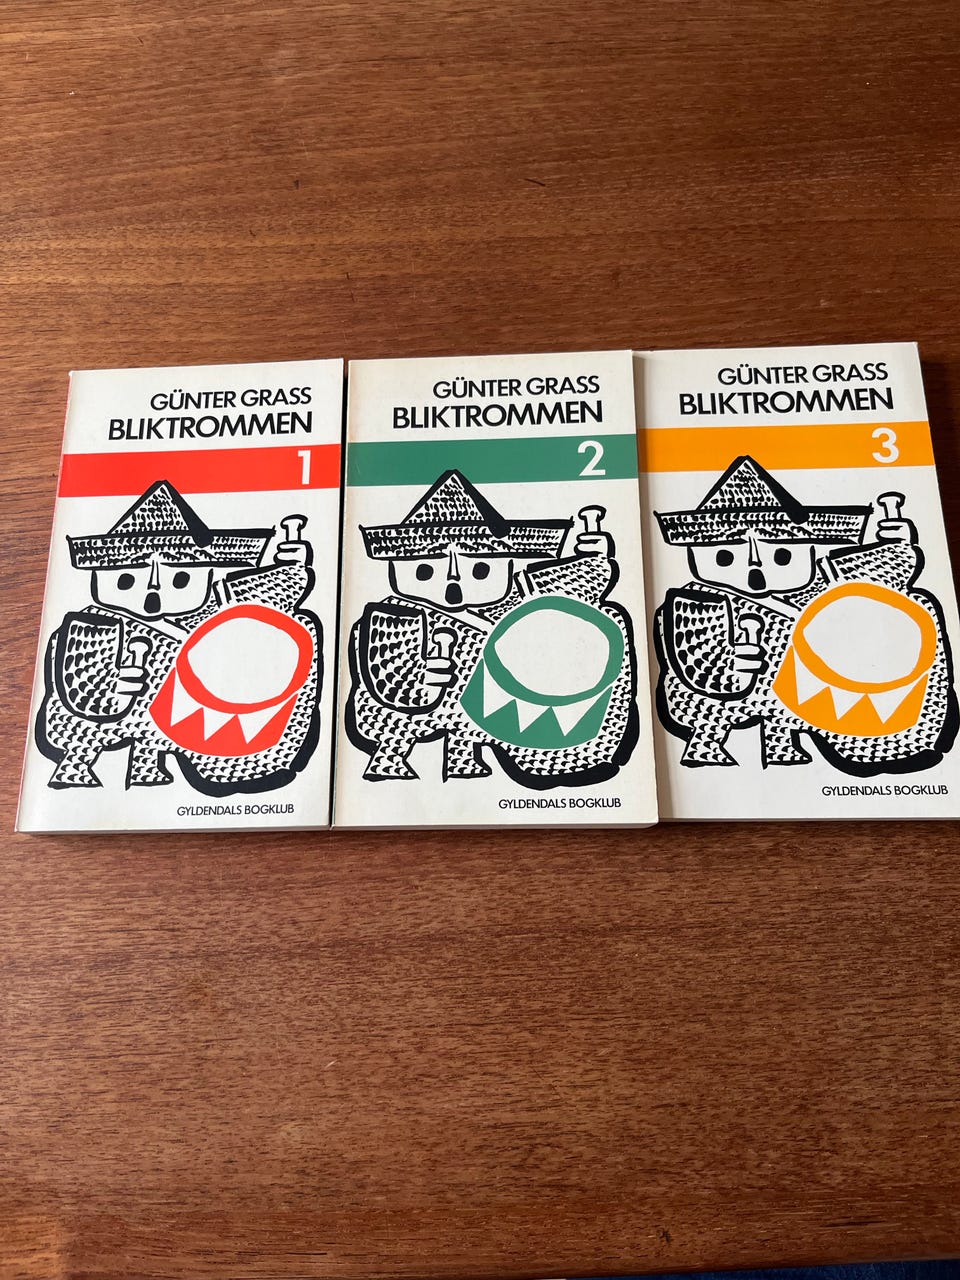 GÜNTER GRASS
BLIKTROMMEN
1
GYLDENDALS BOGKLUB
GÜNTER GRASS
BLIKTROMMEN
2
GYLDENDALS BOGKLUB
GÜNTER GRASS
BLIKTROMMEN
3
GYLDENDALS BOGKLUB